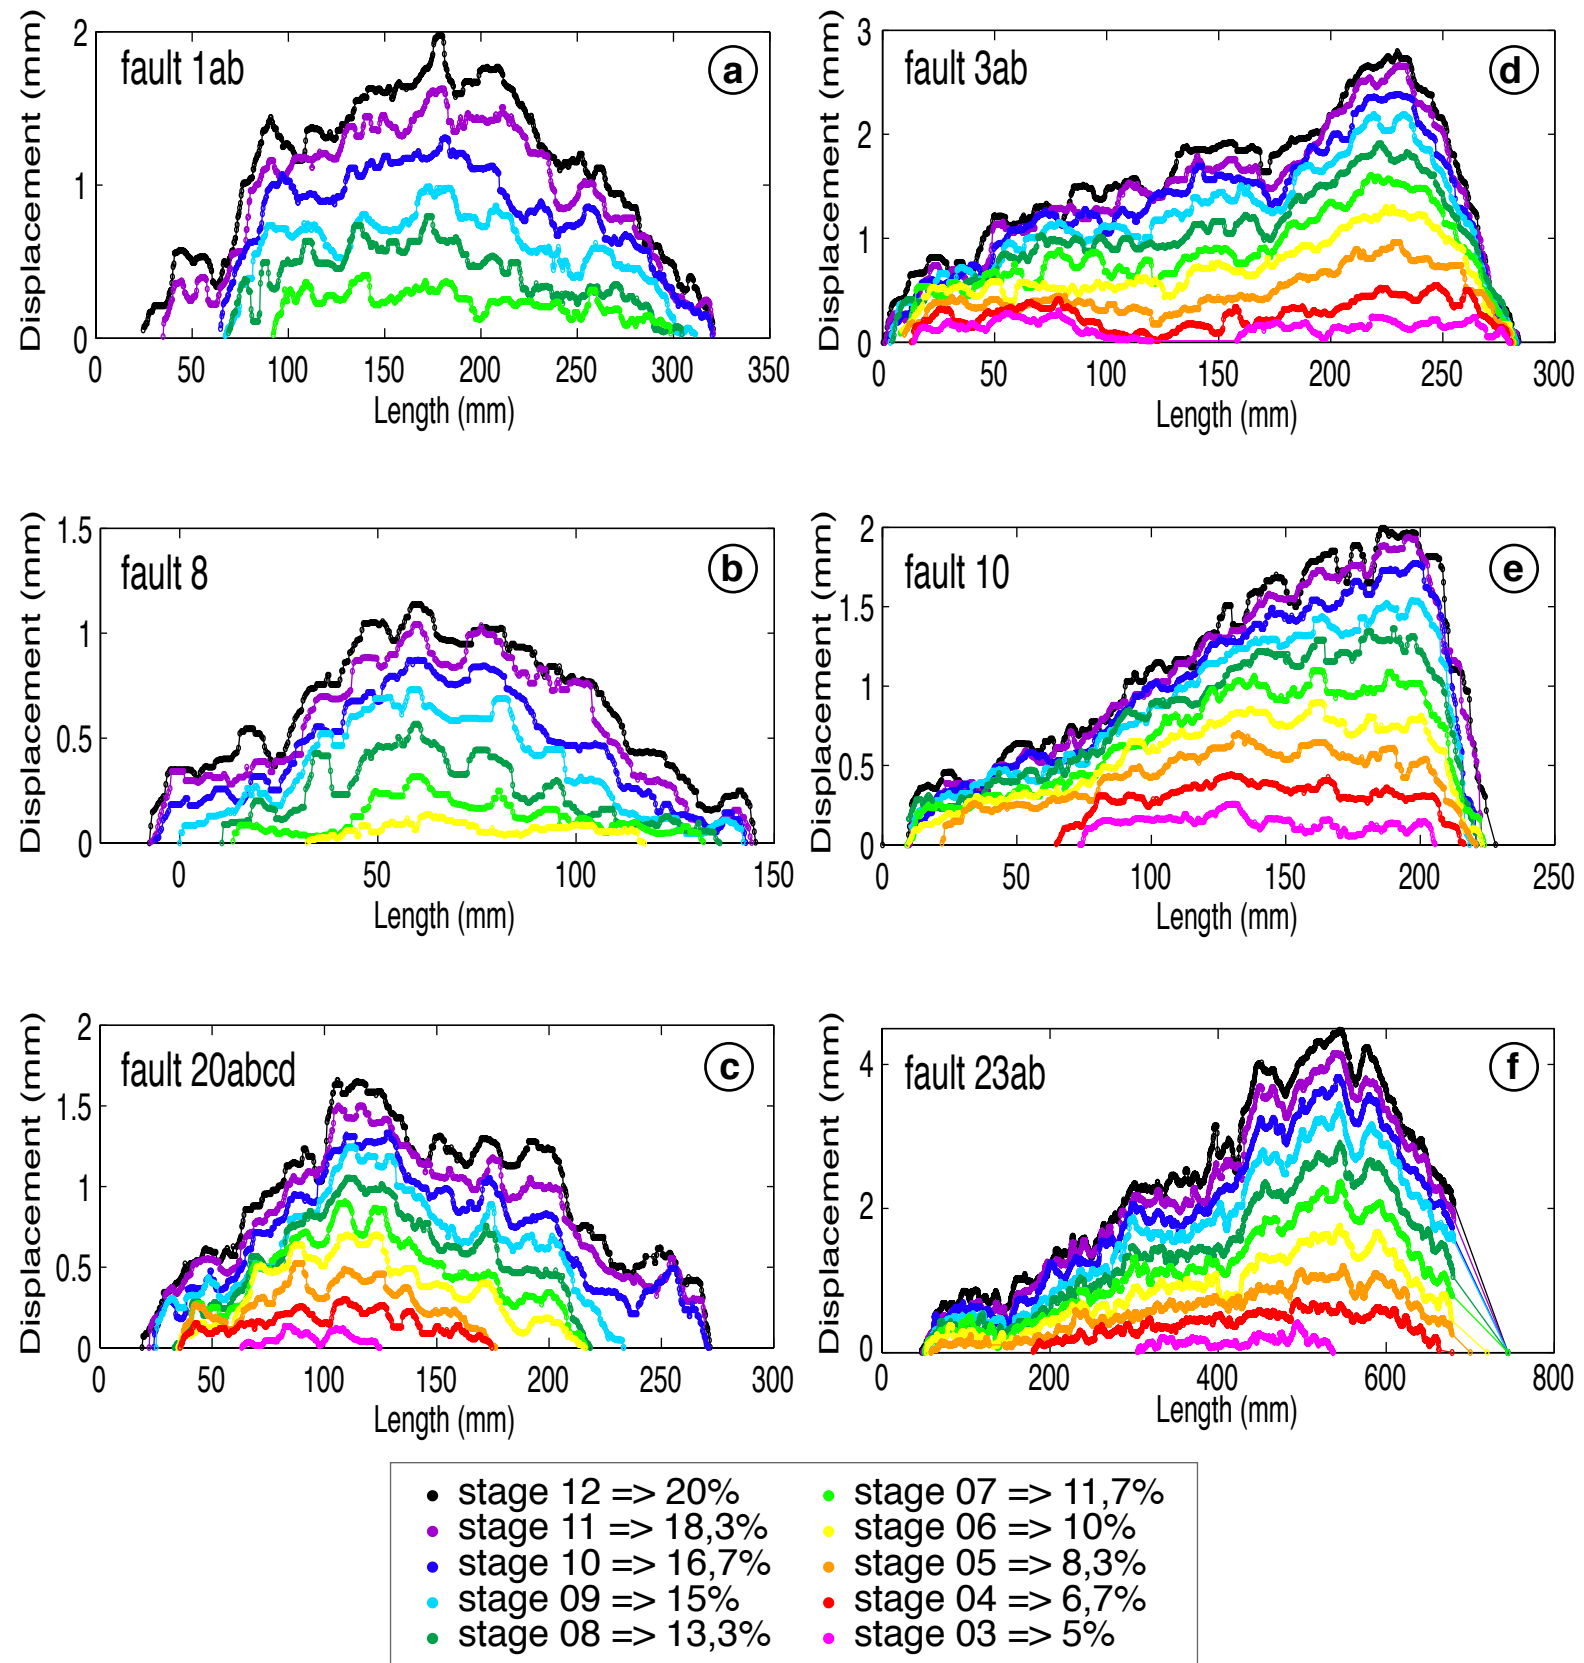 fault 1ab
a
Displacement (mm)
2
1
0
0 50 100 150 200 250 300 350
Length (mm)
fault 3ab
d
Displacement (mm)
3
2
1
0
0 50 100 150 200 250 300
Length (mm)
fault 8
b
Displacement (mm)
1.5
1
0.5
0
0 50 100 150
Length (mm)
fault 10
e
Displacement (mm)
2
1.5
1
0.5
0
0 50 100 150 200 250
Length (mm)
fault 20abcd
c
Displacement (mm)
2
1.5
1
0.5
0
0 50 100 150 200 250 300
Length (mm)
fault 23ab
f
Displacement (mm)
4
2
0
0 200 400 600 800
Length (mm)
stage 12 => 20%
stage 11 => 18,3%
stage 10 => 16,7%
stage 09 => 15%
stage 08 => 13,3%
stage 07 => 11,7%
stage 06 => 10%
stage 05 => 8,3%
stage 04 => 6,7%
stage 03 => 5%